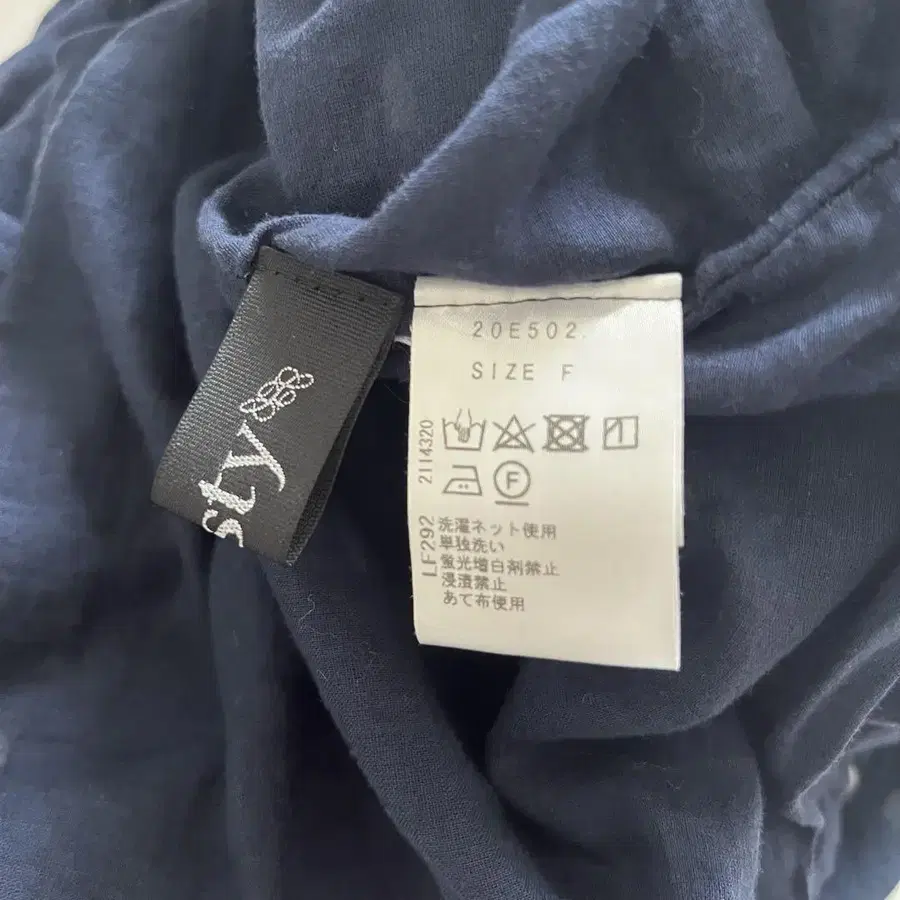 sty
20E502
SIZE F
F
2114320
LF292
洗濯ネット使用
単独洗い
蛍光増白剤禁止
浸漬禁止
あて布使用